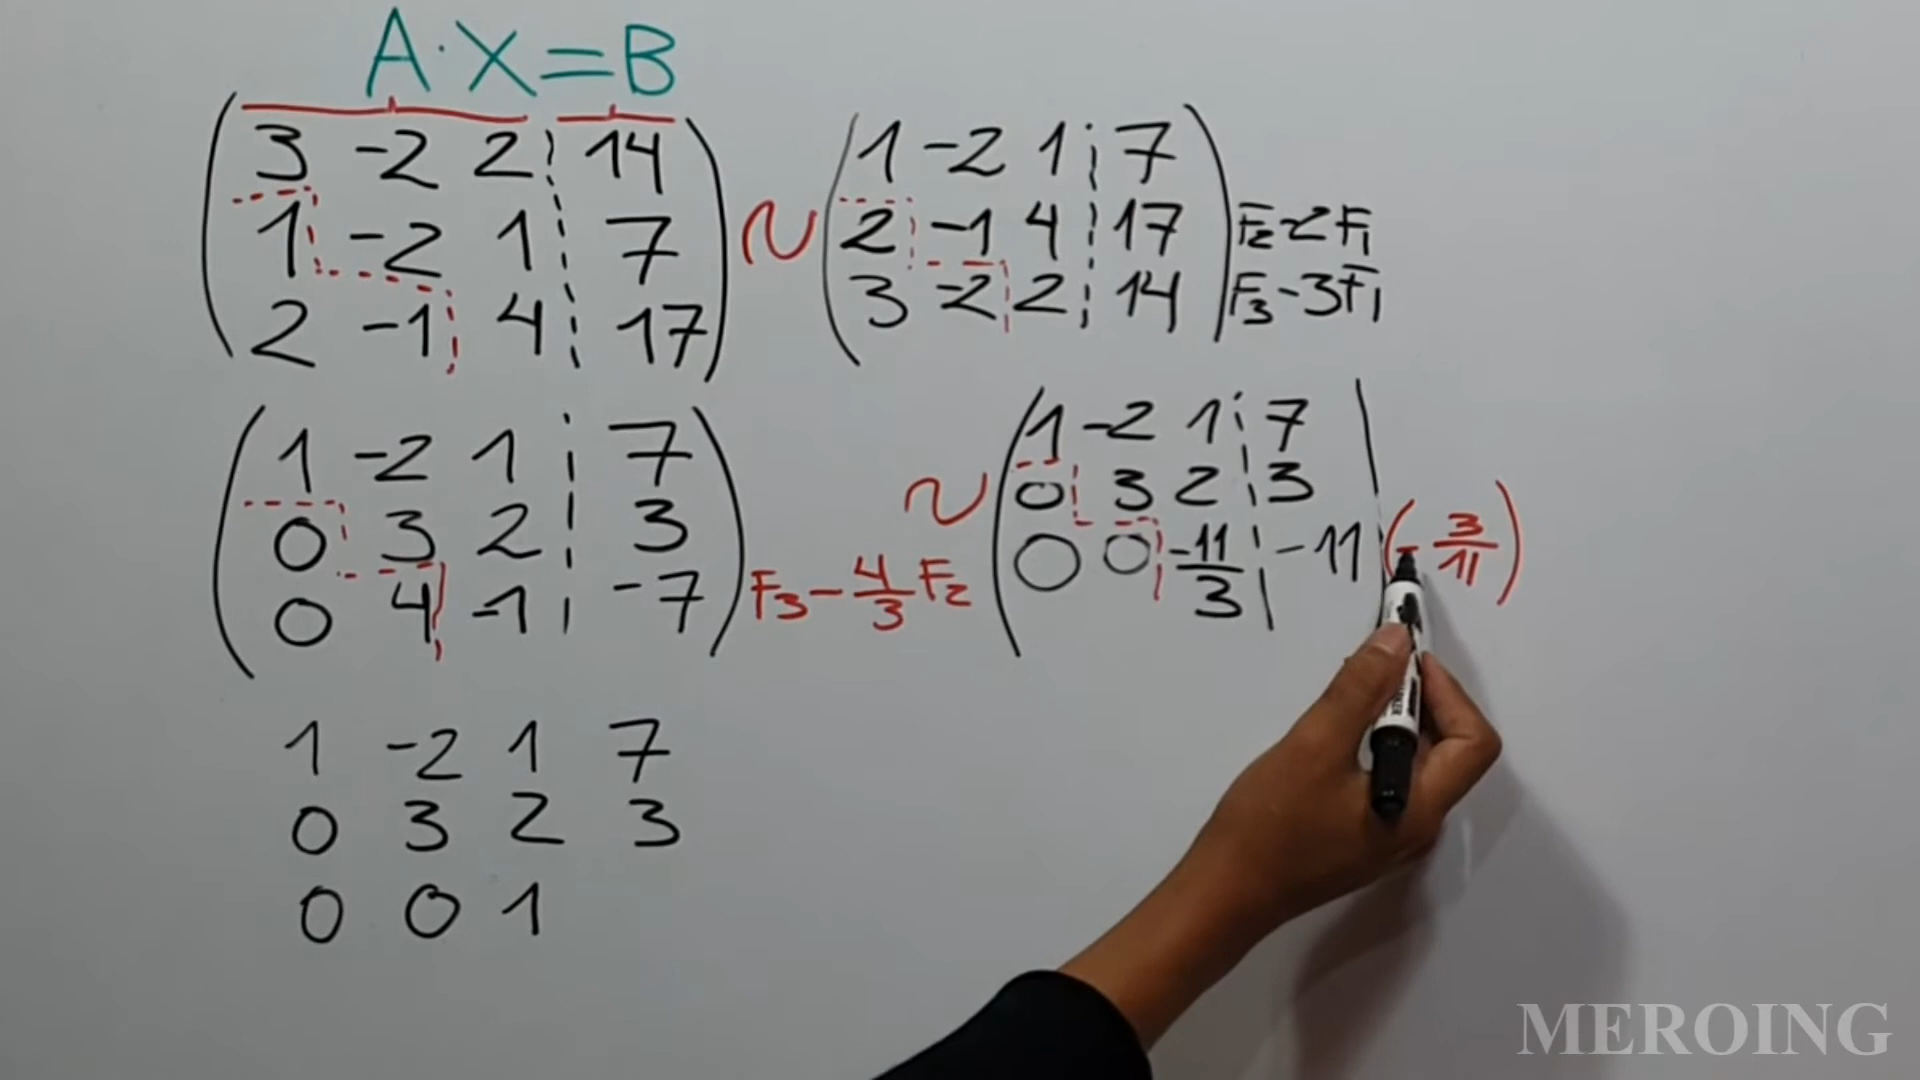 A·X=B
3 -2 2 14
1 -2 1 7
2 -1 4 17
~
1 -2 1 7
2 -1 4 17 F2-2F1
3 -2 2 14 F3-3F1
1 -2 1 7
0 3 2 3
0 4 -1 -7 F3-4/3 F2
~
1 -2 1 7
0 3 2 3
0 0 -11/3 -11 (-3/11)
1 -2 1 7
0 3 2 3
0 0 1
MEROING